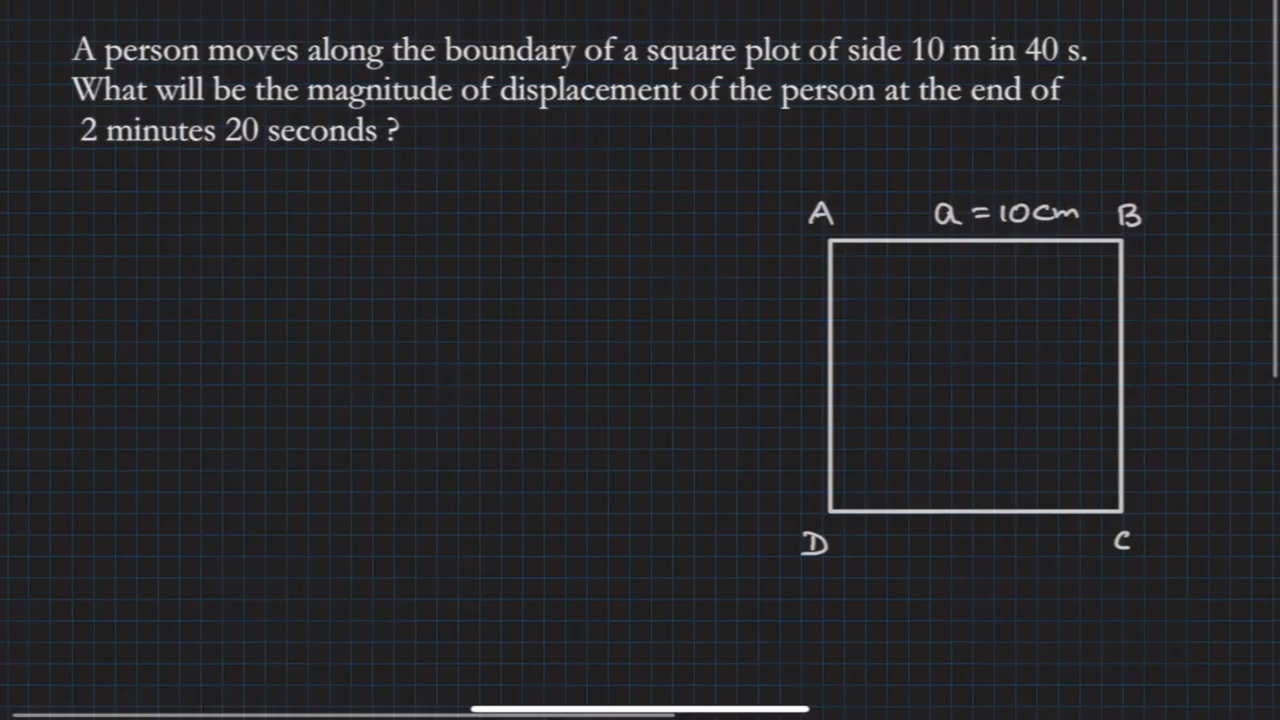 A person moves along the boundary of a square plot of side 10 m in 40 s.
What will be the magnitude of displacement of the person at the end of
2 minutes 20 seconds ?
A a = 10cm B
D C